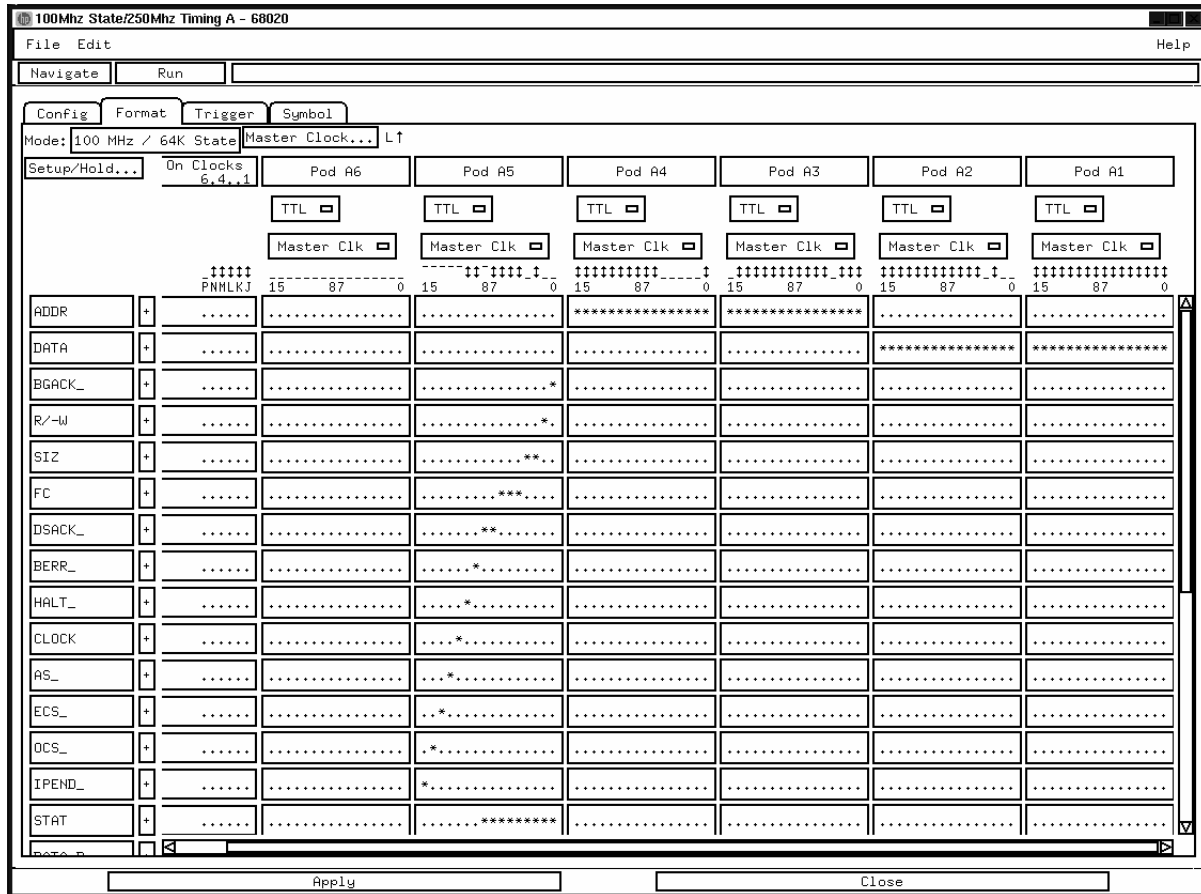 hp 100Mhz State/250Mhz Timing A - 68020
File Edit Help
Navigate Run
Config Format Trigger Symbol
Mode: 100 MHz / 64K State Master Clock... L↑
Setup/Hold... On Clocks 6,4..1 Pod A6 Pod A5 Pod A4 Pod A3 Pod A2 Pod A1
TTL TTL TTL TTL TTL TTL
Master Clk Master Clk Master Clk Master Clk Master Clk Master Clk
PNMLKJ 15 87 0 15 87 0 15 87 0 15 87 0 15 87 0 15 87 0
ADDR + ...... ................ ................ **************** **************** ................ ................
DATA + ...... ................ ................ ................ ................ **************** ****************
BGACK_ + ...... ................ ...............* ................ ................ ................ ................
R/-W + ...... ................ ..............*. ................ ................ ................ ................
SIZ + ...... ................ ............**.. ................ ................ ................ ................
FC + ...... ................ .........***.... ................ ................ ................ ................
DSACK_ + ...... ................ .......**....... ................ ................ ................ ................
BERR_ + ...... ................ ......*......... ................ ................ ................ ................
HALT_ + ...... ................ .....*.......... ................ ................ ................ ................
CLOCK + ...... ................ ....*........... ................ ................ ................ ................
AS_ + ...... ................ ...*............ ................ ................ ................ ................
ECS_ + ...... ................ ..*............. ................ ................ ................ ................
OCS_ + ...... ................ .*.............. ................ ................ ................ ................
IPEND_ + ...... ................ *............... ................ ................ ................ ................
STAT + ...... ................ .......********* ................ ................ ................ ................
Apply Close